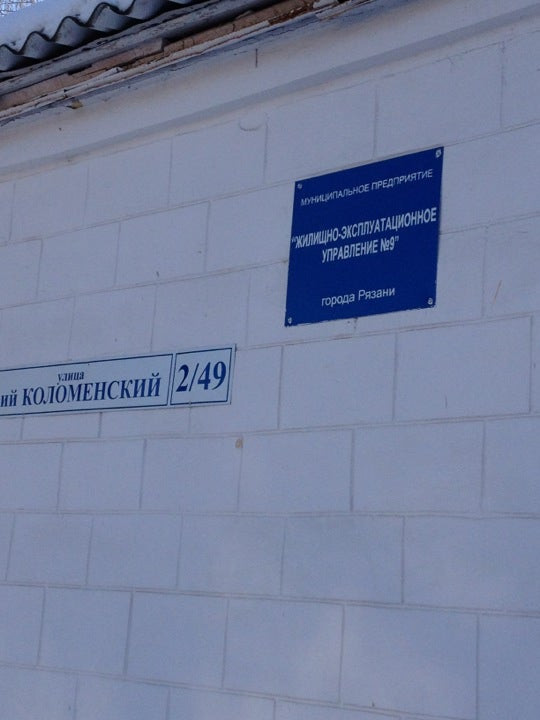 МУНИЦИПАЛЬНОЕ ПРЕДПРИЯТИЕ
"ЖИЛИЩНО-ЭКСПЛУАТАЦИОННОЕ
УПРАВЛЕНИЕ №9"
города Рязани
улица
ий КОЛОМЕНСКИЙ
2/49